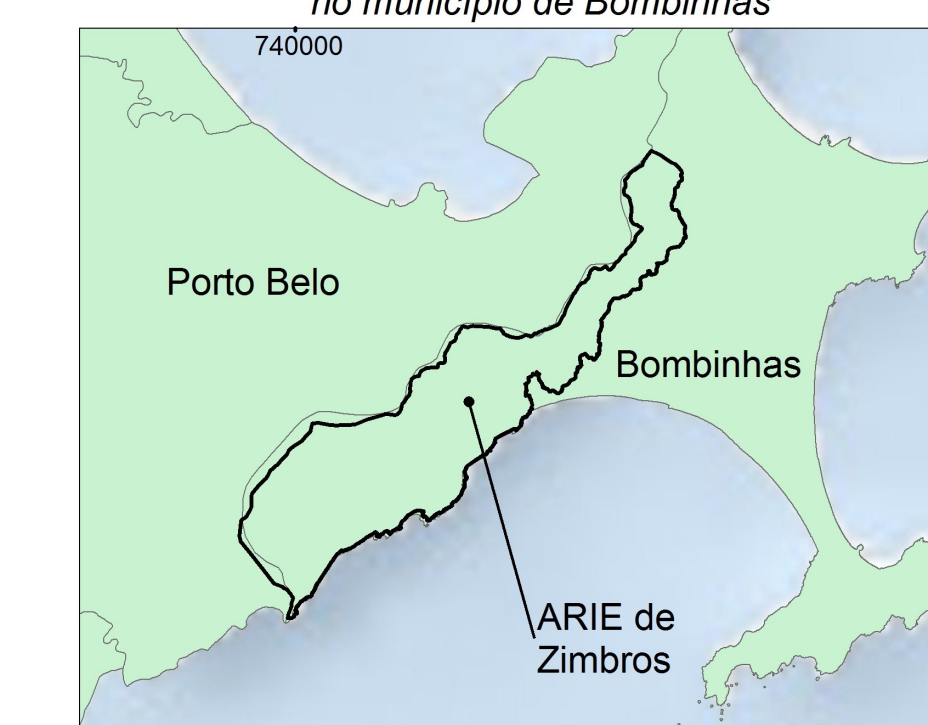 no município de Bombinhas
740000
Porto Belo
Bombinhas
ARIE de
Zimbros